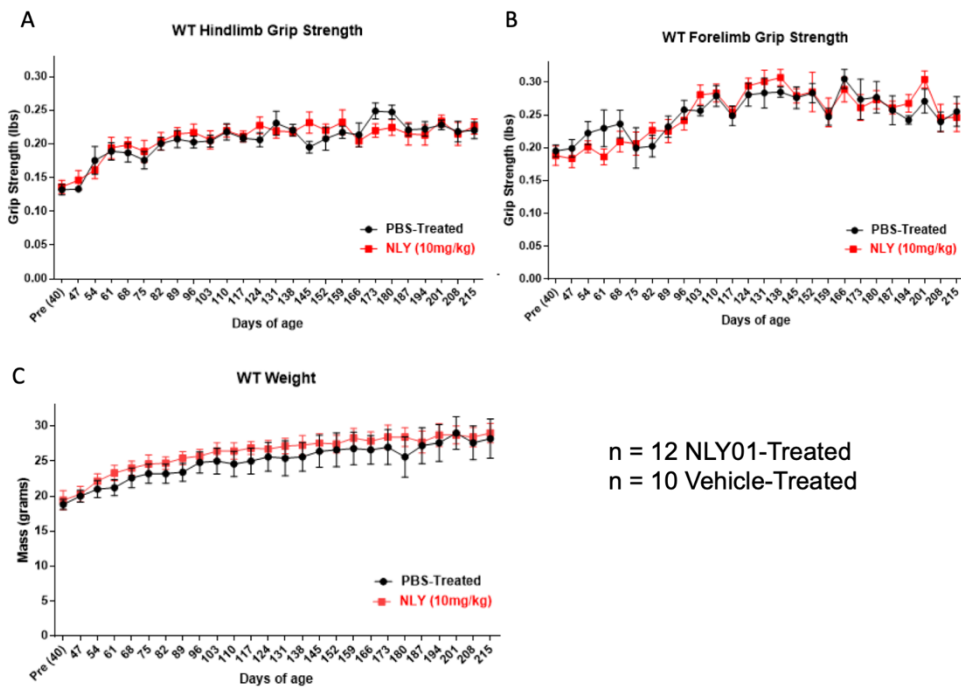 A
WT Hindlimb Grip Strength
Grip Strength (lbs)
0.30
0.25
0.20
0.15
0.10
0.05
0.00
PBS-Treated
NLY (10mg/kg)
Pre (40) 47 54 61 68 75 82 89 96 103 110 117 124 131 138 145 152 159 166 173 180 187 194 201 208 215
Days of age
B
WT Forelimb Grip Strength
Grip Strength (lbs)
0.30
0.25
0.20
0.15
0.10
0.05
0.00
PBS-Treated
NLY (10mg/kg)
Pre (40) 47 54 61 68 75 82 89 96 103 110 117 124 131 138 145 152 159 166 173 180 187 194 201 208 215
Days of age
C
WT Weight
Mass (grams)
30
25
20
15
10
5
0
PBS-Treated
NLY (10mg/kg)
Pre (40) 47 54 61 68 75 82 89 96 103 110 117 124 131 138 145 152 159 166 173 180 187 194 201 208 215
Days of age
n = 12 NLY01-Treated
n = 10 Vehicle-Treated